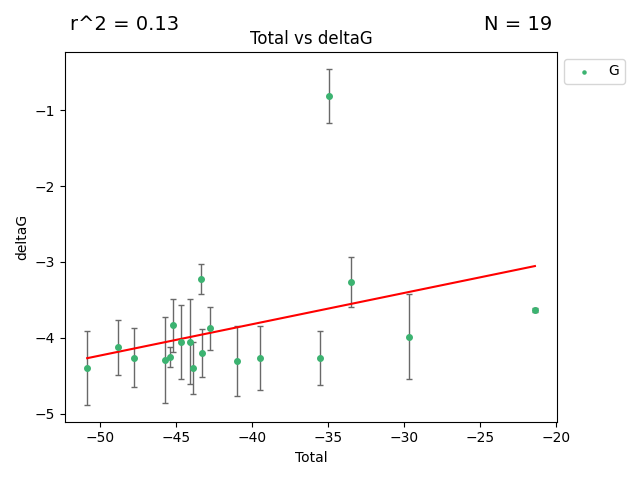 r^2 = 0.13
N = 19
Total vs deltaG
G
deltaG
−1
−2
−3
−4
−5
−50
−45
−40
−35
−30
−25
−20
Total